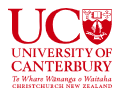 UC
UNIVERSITY OF
CANTERBURY
Te Whare Wānanga o Waitaha
CHRISTCHURCH NEW ZEALAND